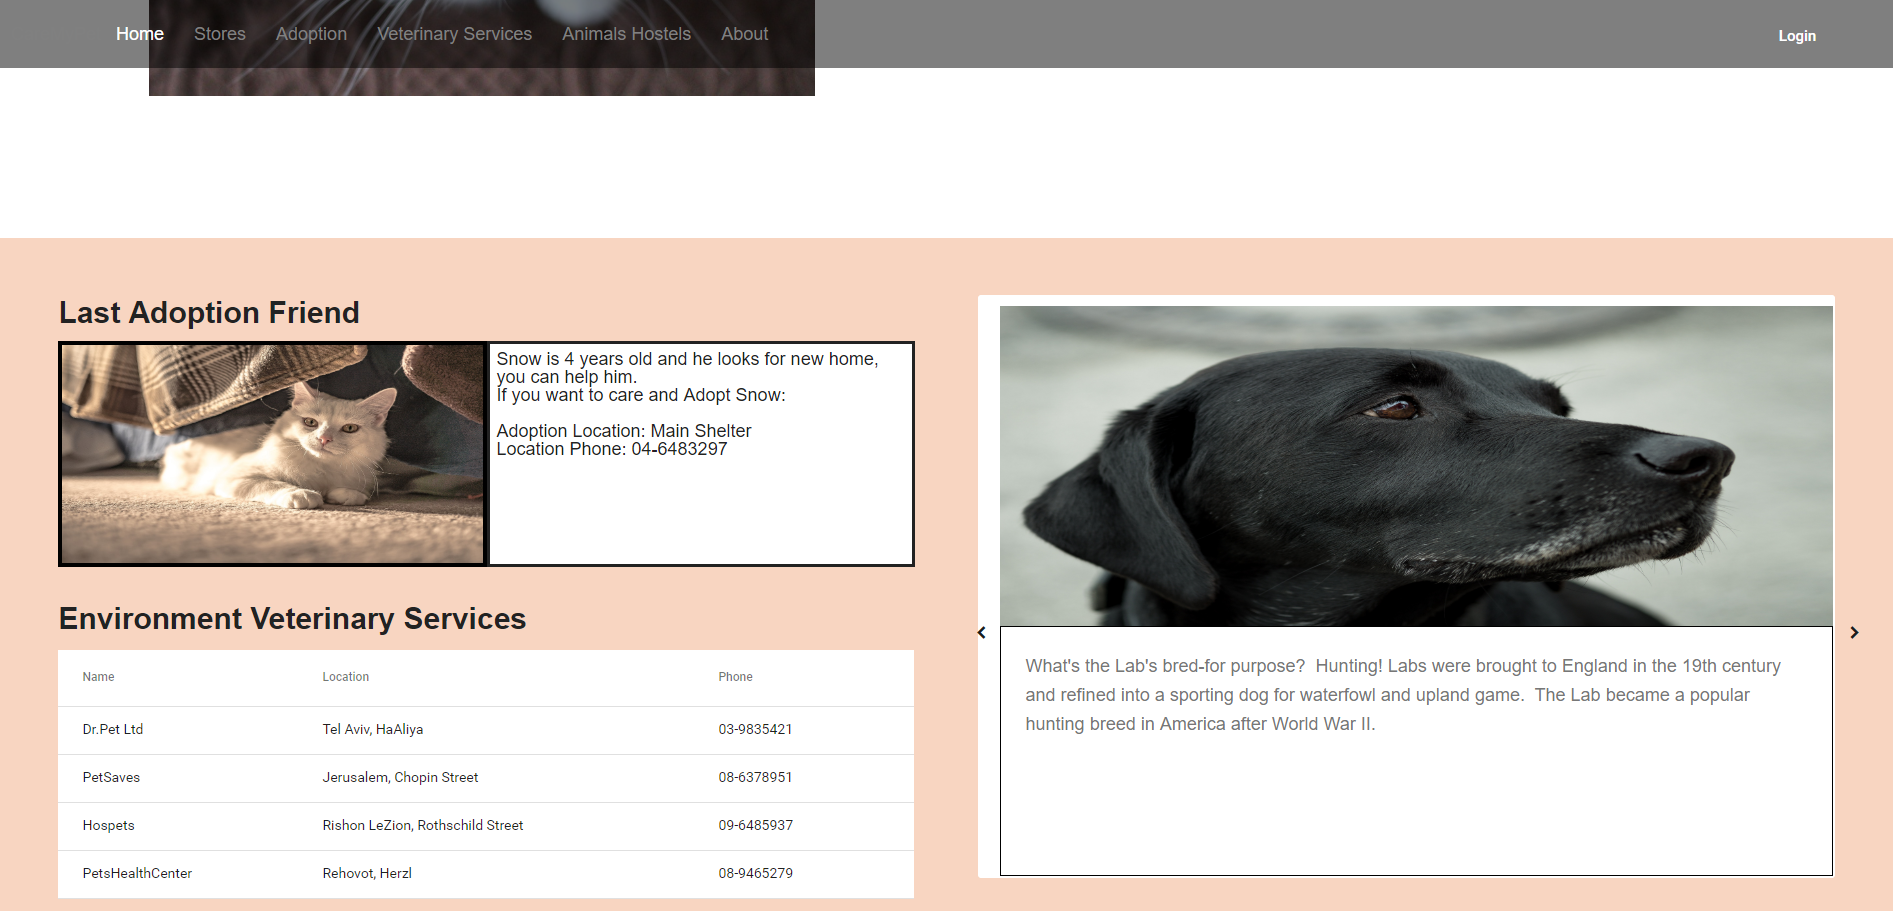 Home Stores Adoption Veterinary Services Animals Hostels About Login
Last Adoption Friend
Snow is 4 years old and he looks for new home,
you can help him.
If you want to care and Adopt Snow:
Adoption Location: Main Shelter
Location Phone: 04-6483297
Environment Veterinary Services
Name Location Phone
Dr.Pet Ltd Tel Aviv, HaAliya 03-9835421
PetSaves Jerusalem, Chopin Street 08-6378951
Hospets Rishon LeZion, Rothschild Street 09-6485937
PetsHealthCenter Rehovot, Herzl 08-9465279
What's the Lab's bred-for purpose?  Hunting! Labs were brought to England in the 19th century
and refined into a sporting dog for waterfowl and upland game.  The Lab became a popular
hunting breed in America after World War II.